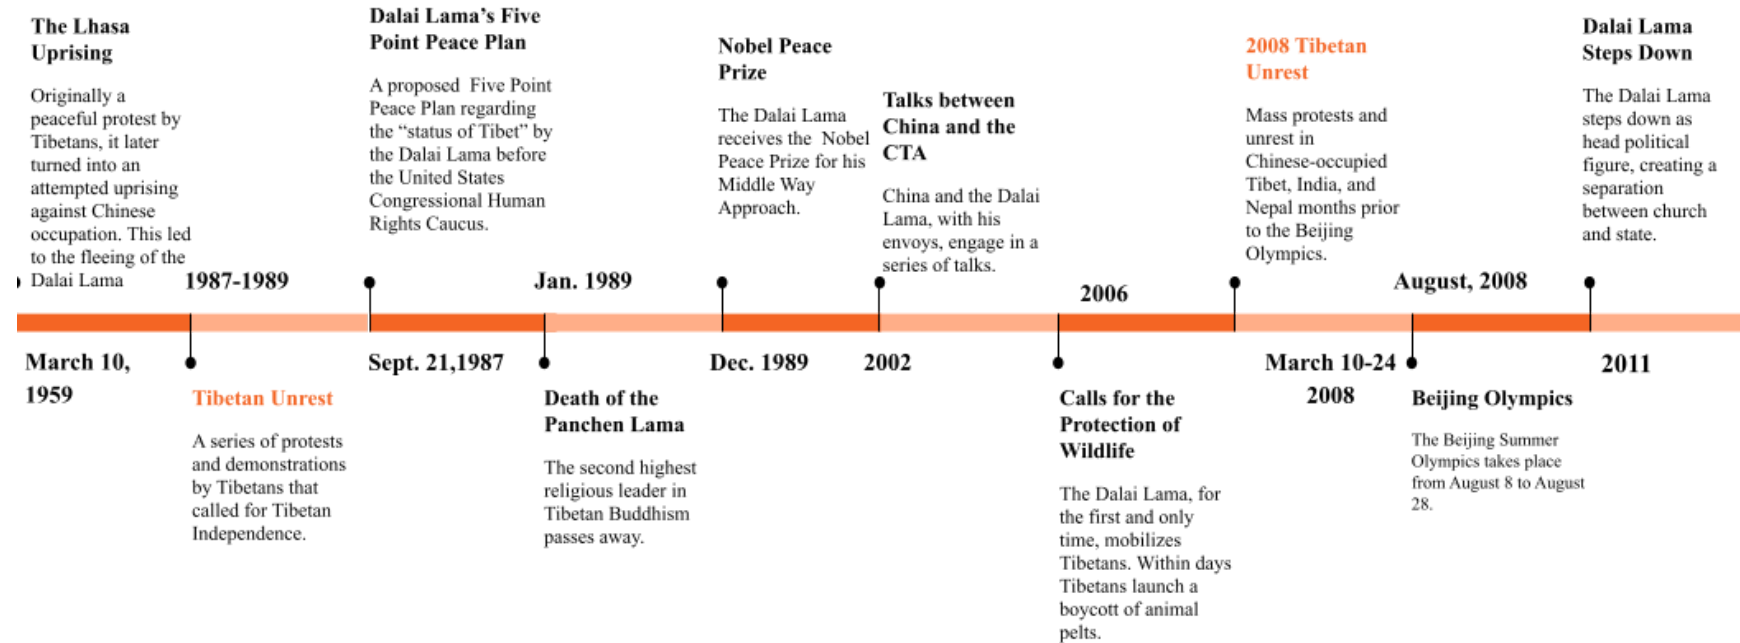 The Lhasa
Uprising
Originally a
peaceful protest by
Tibetans, it later
turned into an
attempted uprising
against Chinese
occupation. This led
to the fleeing of the
Dalai Lama
March 10,
1959
1987-1989
Tibetan Unrest
A series of protests
and demonstrations
by Tibetans that
called for Tibetan
Independence.
Dalai Lama's Five
Point Peace Plan
A proposed Five Point
Peace Plan regarding
the “status of Tibet” by
the Dalai Lama before
the United States
Congressional Human
Rights Caucus.
Sept. 21,1987
Jan. 1989
Death of the
Panchen Lama
The second highest
religious leader in
Tibetan Buddhism
passes away.
Nobel Peace
Prize
The Dalai Lama
receives the Nobel
Peace Prize for his
Middle Way
Approach.
Dec. 1989
Talks between
China and the
CTA
China and the Dalai
Lama, with his
envoys, engage in a
series of talks.
2002
2006
Calls for the
Protection of
Wildlife
The Dalai Lama, for
the first and only
time, mobilizes
Tibetans. Within days
Tibetans launch a
boycott of animal
pelts.
2008 Tibetan
Unrest
Mass protests and
unrest in
Chinese-occupied
Tibet, India, and
Nepal months prior
to the Beijing
Olympics.
March 10-24
2008
August, 2008
Beijing Olympics
The Beijing Summer
Olympics takes place
from August 8 to August
28.
Dalai Lama
Steps Down
The Dalai Lama
steps down as
head political
figure, creating a
separation
between church
and state.
2011